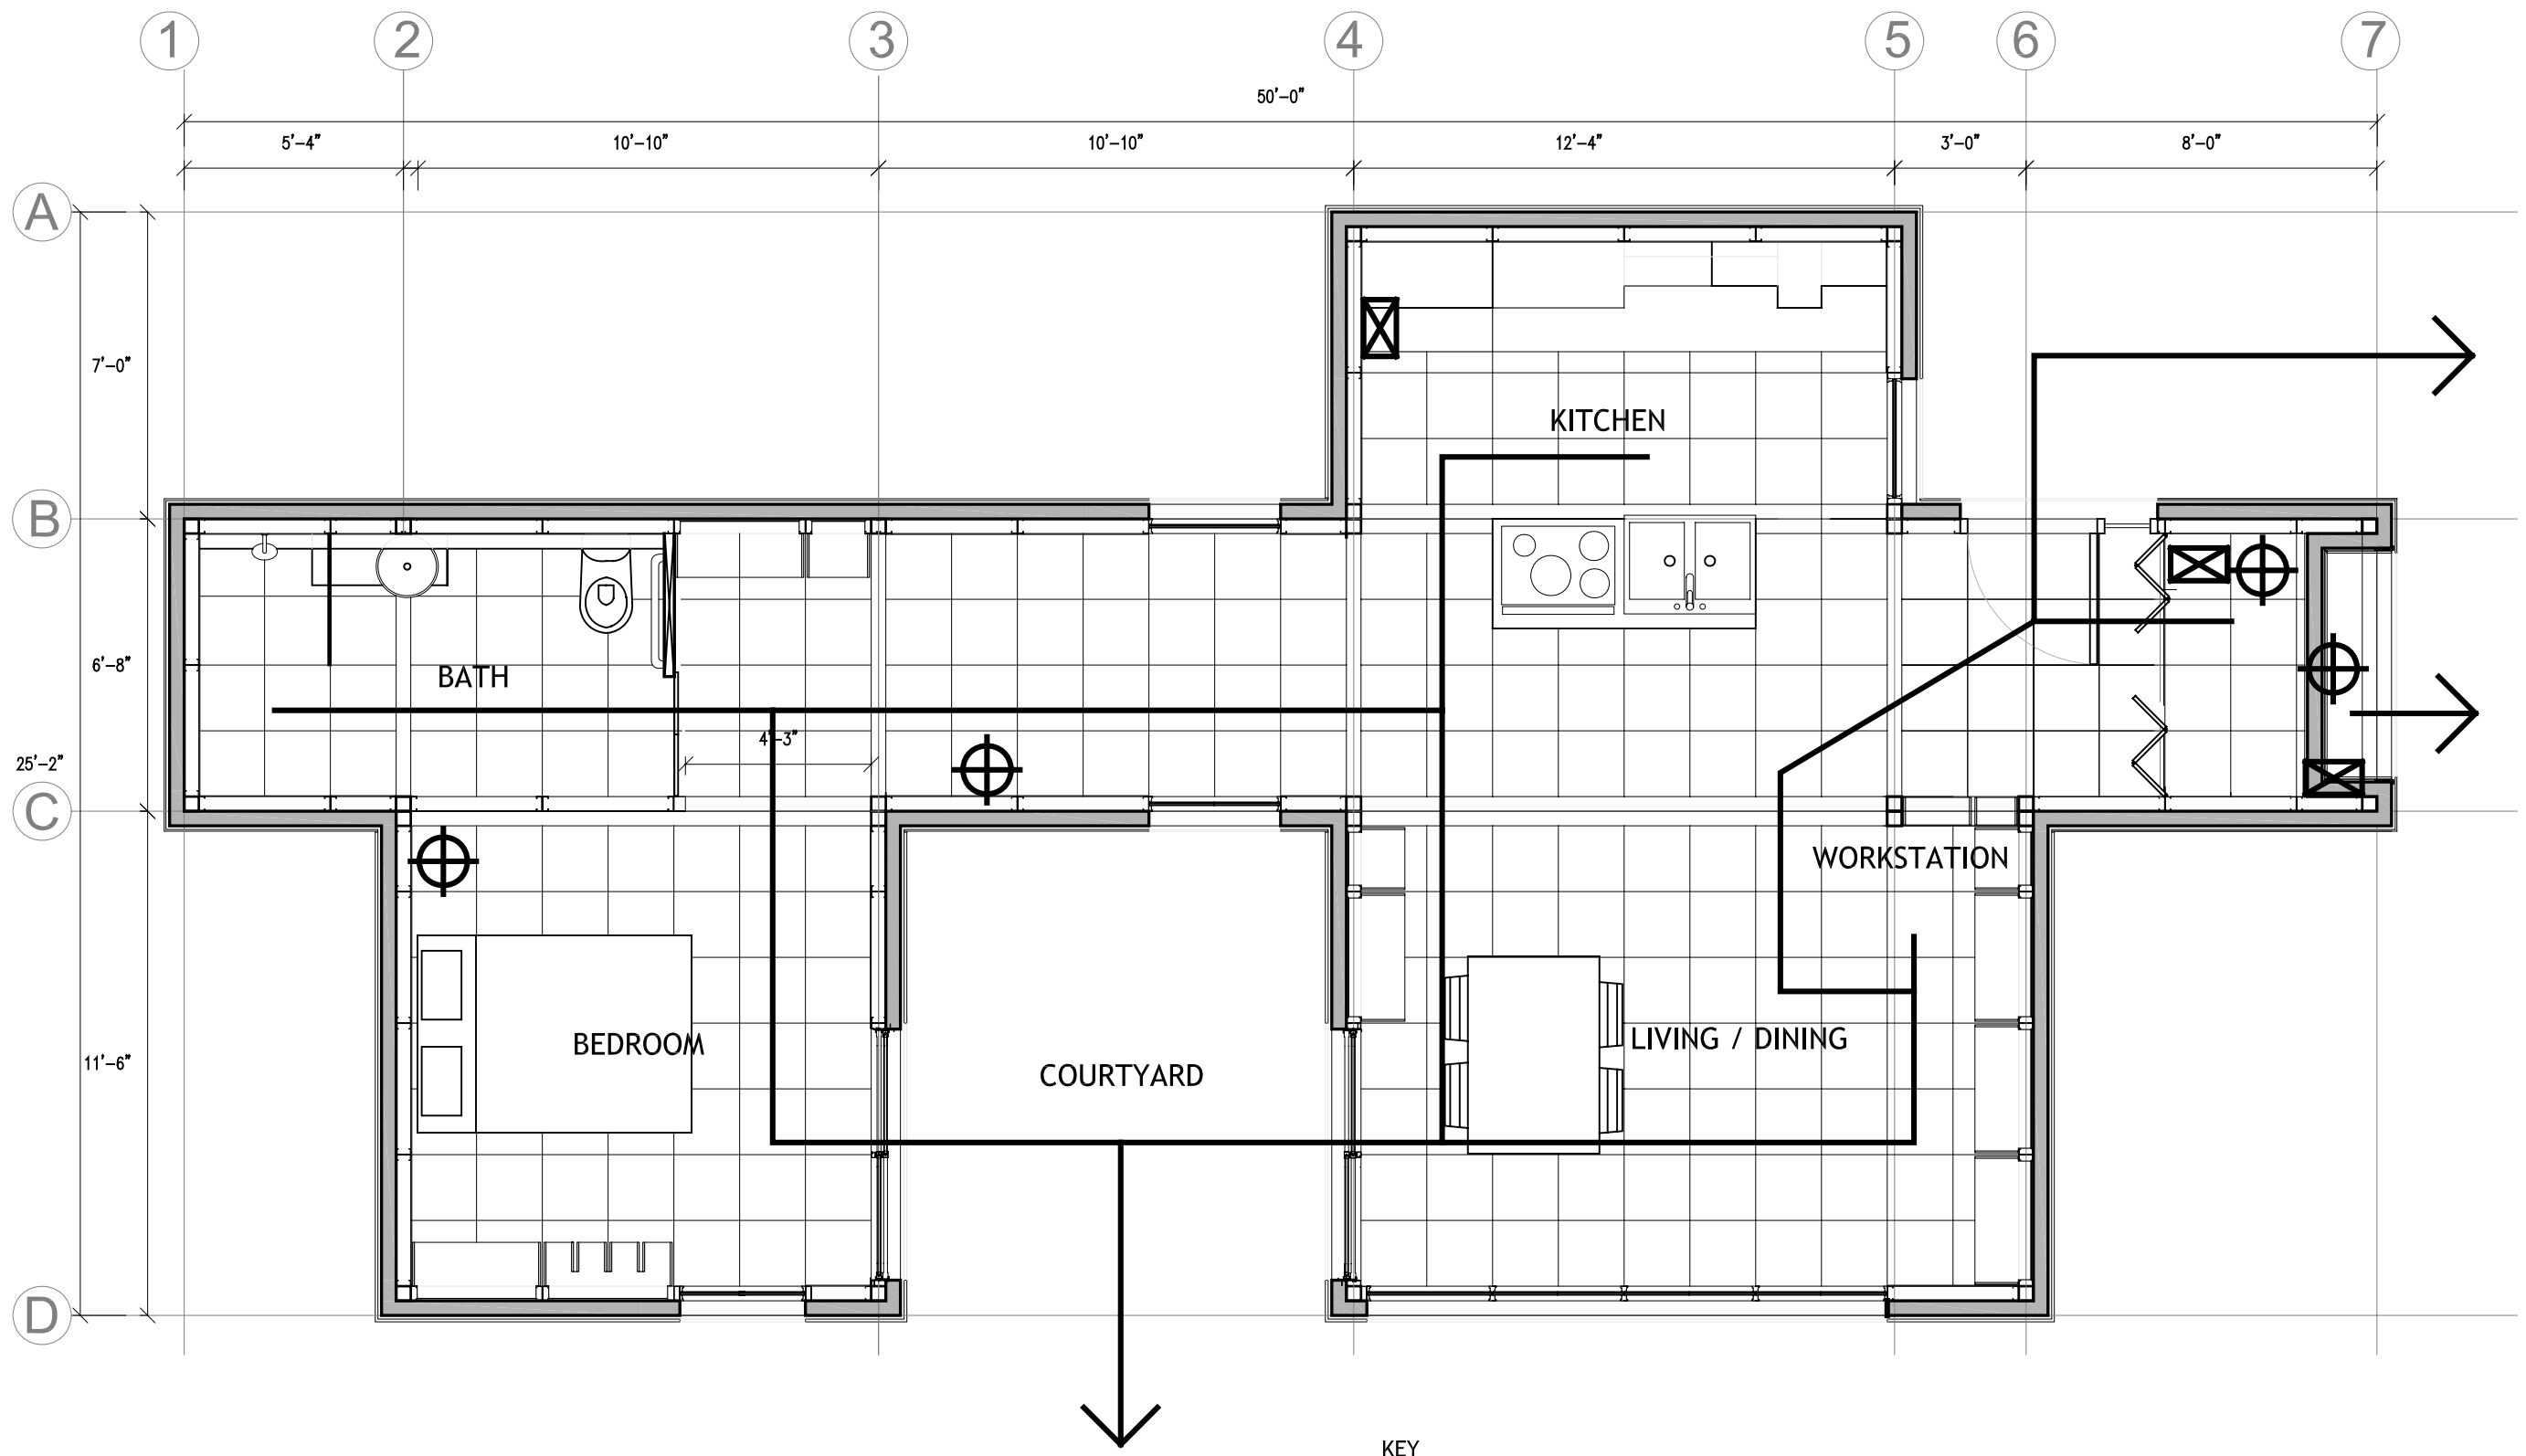 1 2 3 4 5 6 7
50'-0"
5'-4" 10'-10" 10'-10" 12'-4" 3'-0" 8'-0"
A
7'-0"
KITCHEN
B
6'-8"
BATH
4'-3"
25'-2"
C
WORKSTATION
BEDROOM
LIVING / DINING
11'-6"
COURTYARD
D
KEY